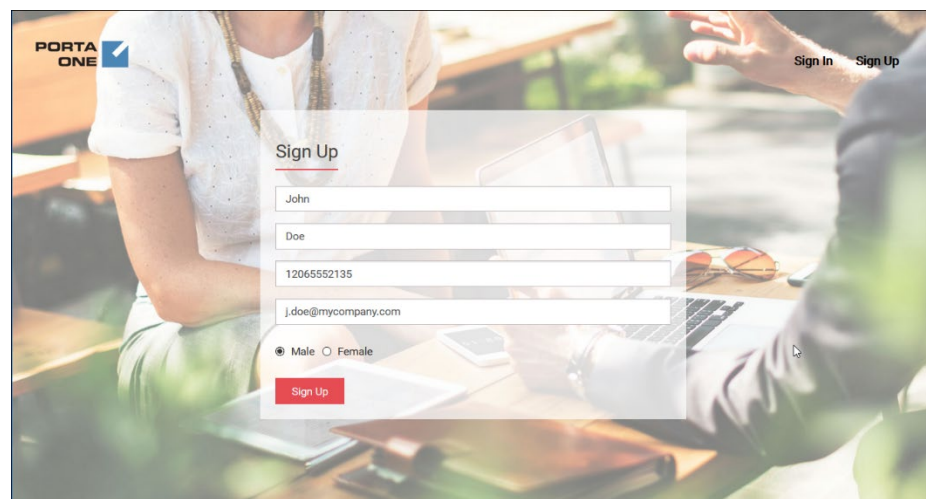 PORTA
ONE
Sign In Sign Up
Sign Up
John
Doe
12065552135
j.doe@mycompany.com
Male Female
Sign Up